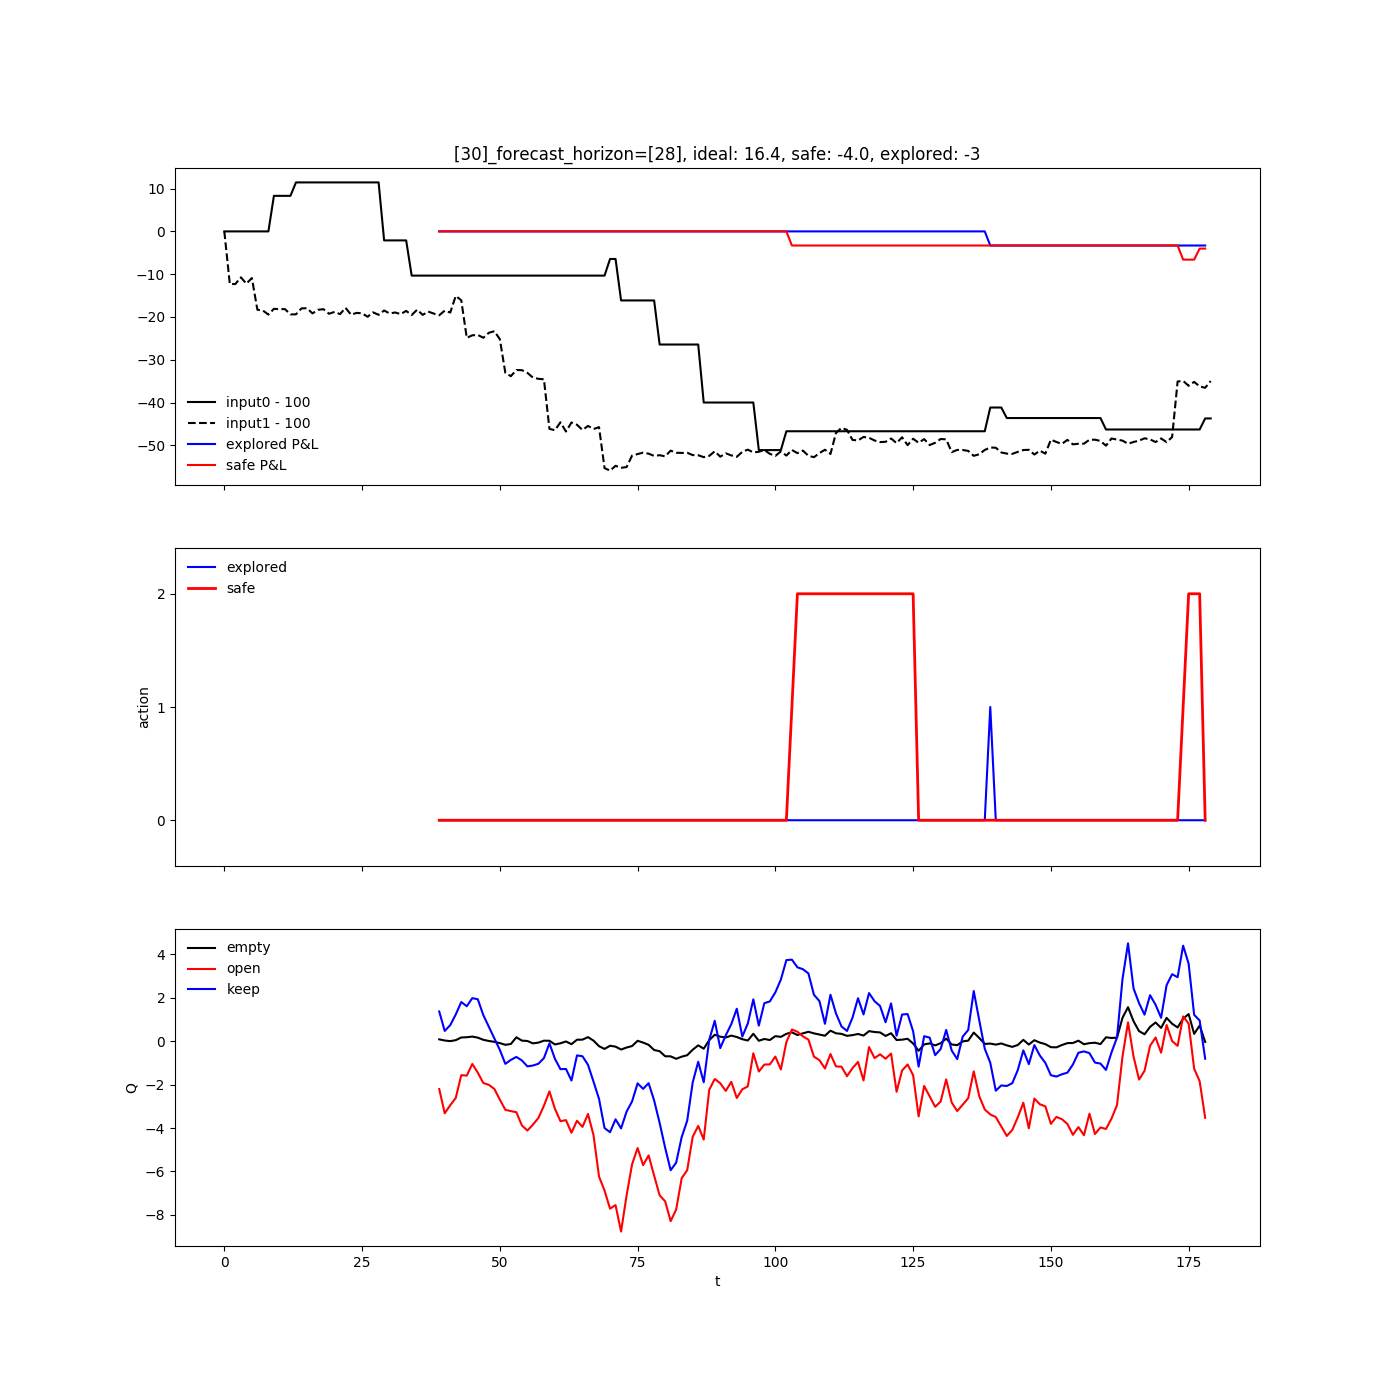 [30]_forecast_horizon=[28], ideal: 16.4, safe: -4.0, explored: -3
10
0
−10
−20
−30
−40
−50
input0 - 100
input1 - 100
explored P&L
safe P&L
explored
safe
2
1
0
action
empty
open
keep
4
2
0
−2
−4
−6
−8
Q
0 25 50 75 100 125 150 175
t